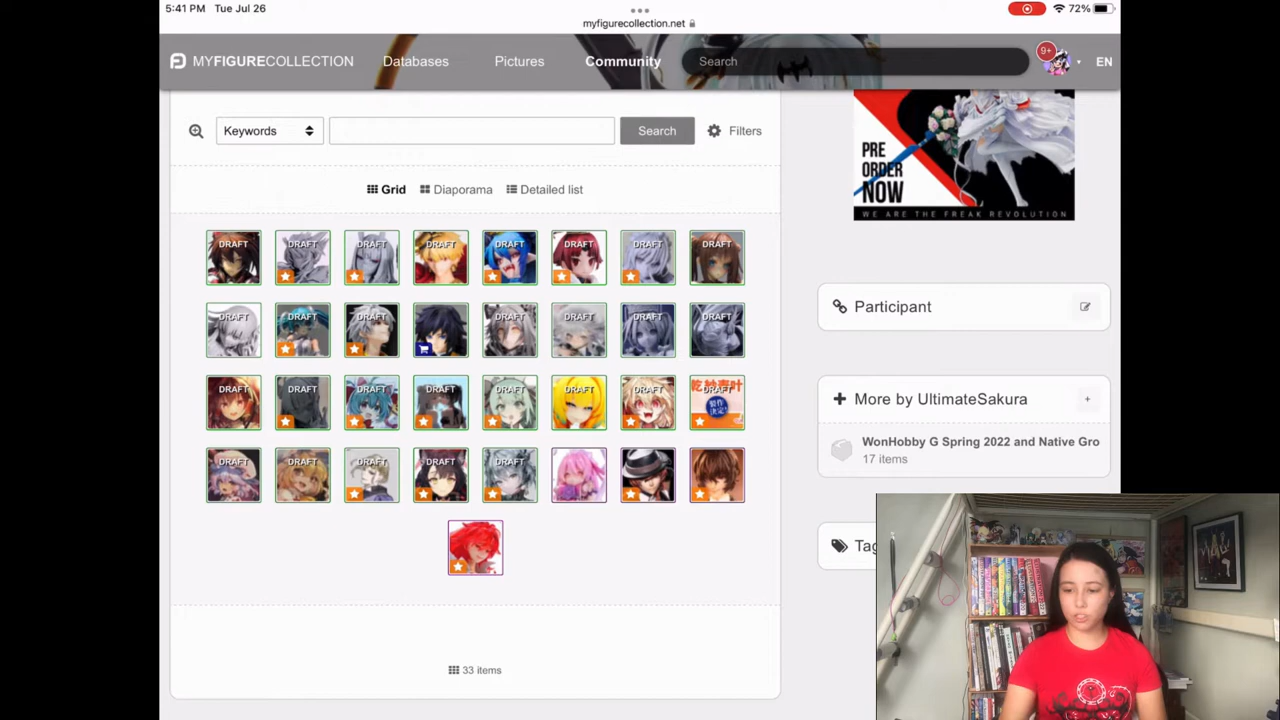 5:41 PM Tue Jul 26
myfigurecollection.net
72%
MYFIGURECOLLECTION
Databases
Pictures
Community
Search
9+
EN
Keywords
Search
Filters
PRE
ORDER
NOW
WE ARE THE FREAK REVOLUTION
Grid
Diaporama
Detailed list
DRAFT DRAFT DRAFT DRAFT DRAFT DRAFT DRAFT DRAFT
DRAFT DRAFT DRAFT DRAFT DRAFT DRAFT DRAFT DRAFT
DRAFT DRAFT DRAFT DRAFT DRAFT DRAFT DRAFT DRAFT
DRAFT DRAFT DRAFT DRAFT DRAFT
33 items
Participant
More by UltimateSakura
+
WonHobby G Spring 2022 and Native Gro
17 items
Tag